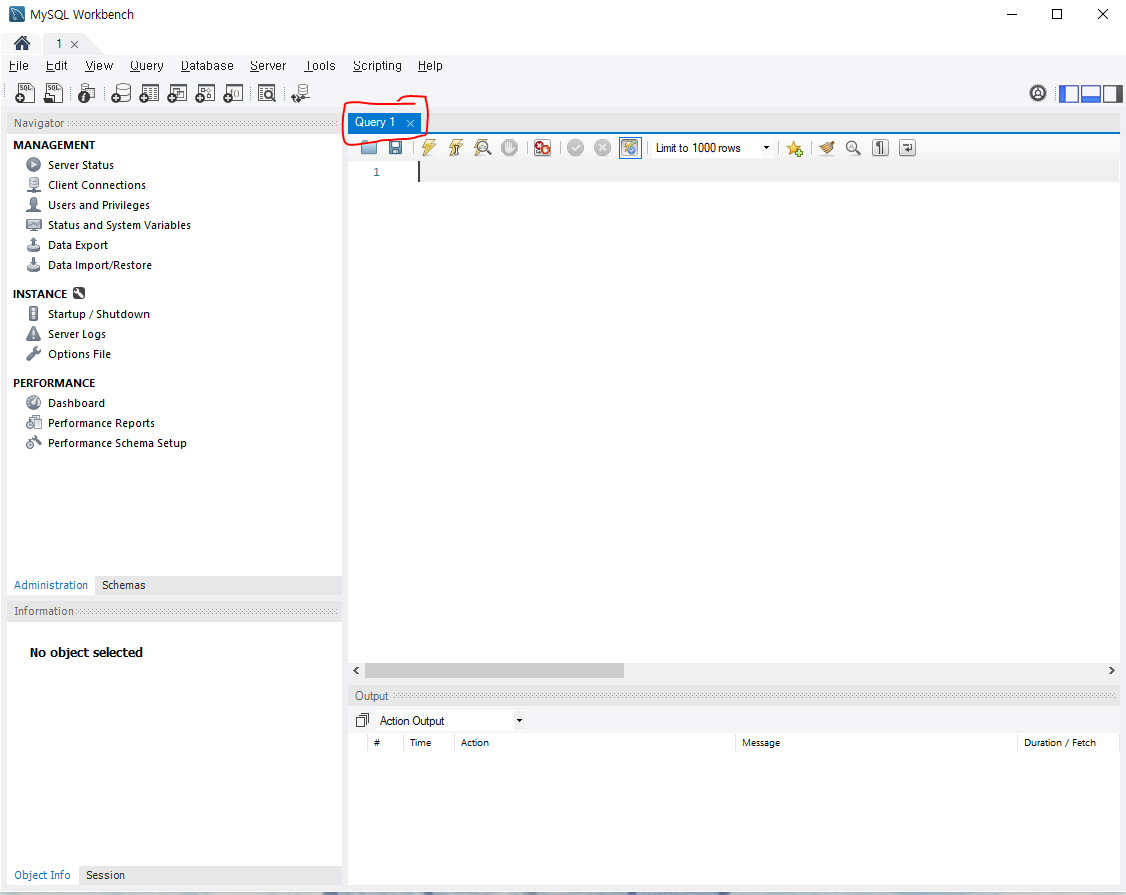 MySQL Workbench
1
File Edit View Query Database Server Tools Scripting Help
Navigator
MANAGEMENT
Server Status
Client Connections
Users and Privileges
Status and System Variables
Data Export
Data Import/Restore
INSTANCE
Startup / Shutdown
Server Logs
Options File
PERFORMANCE
Dashboard
Performance Reports
Performance Schema Setup
Administration Schemas
Information
No object selected
Object Info Session
Query 1
Limit to 1000 rows
1
Output
Action Output
# Time Action Message Duration / Fetch